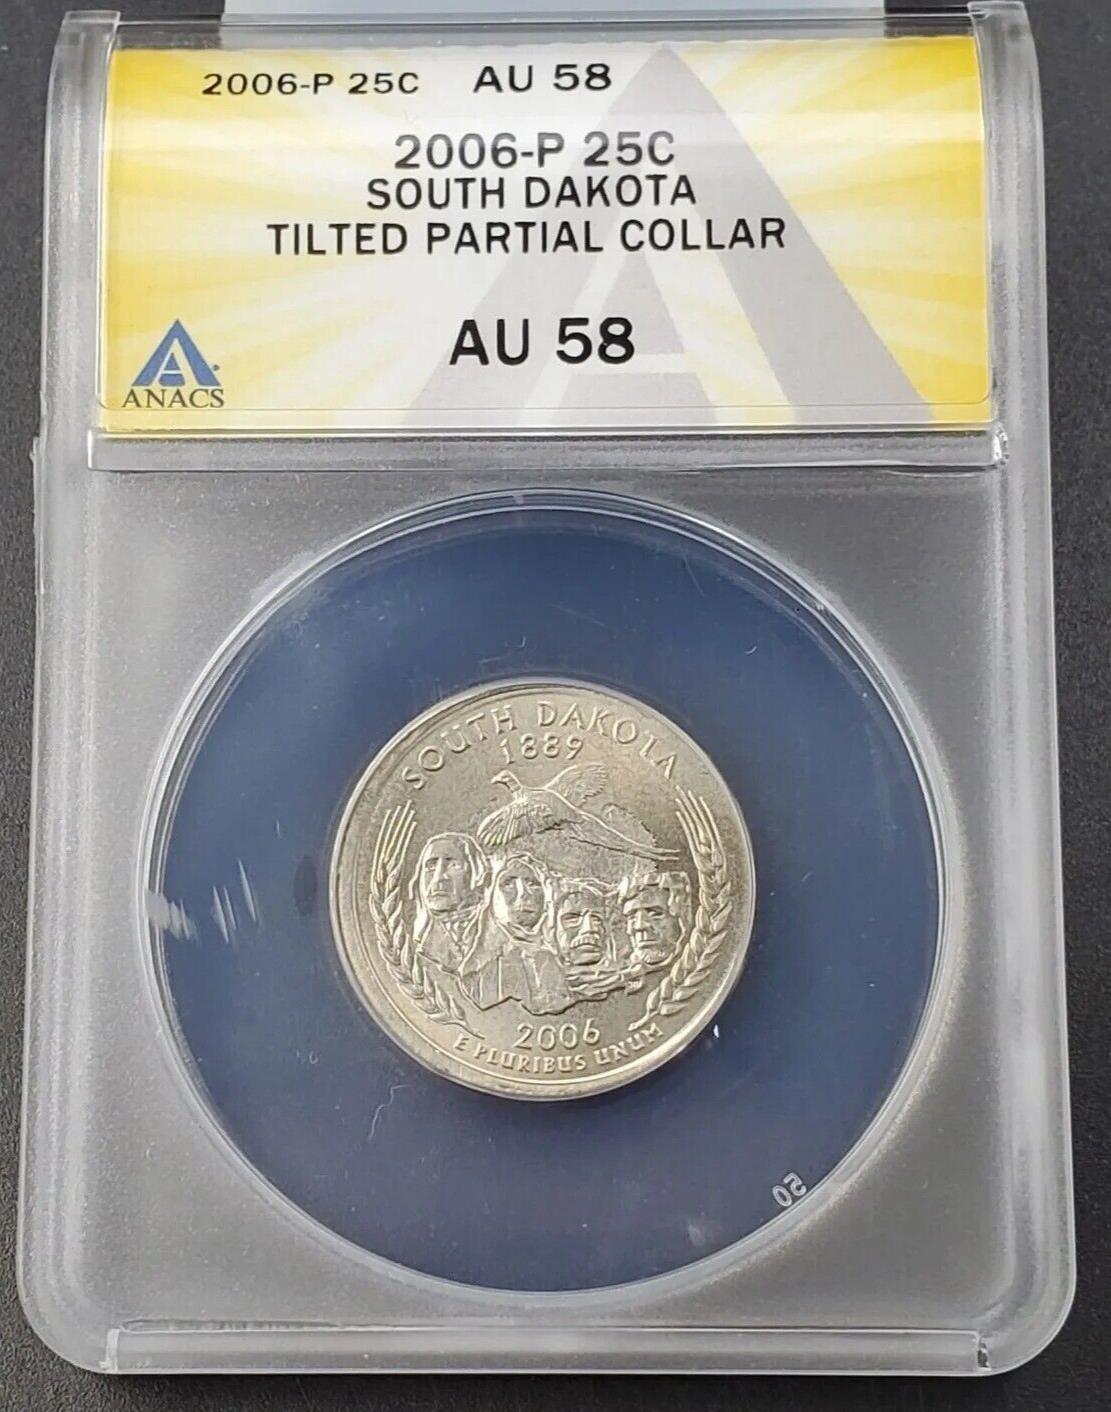 2006-P 25C AU 58
2006-P 25C
SOUTH DAKOTA
TILTED PARTIAL COLLAR
AU 58
ANACS
SOUTH DAKOTA
1889
2006
E PLURIBUS UNUM
50